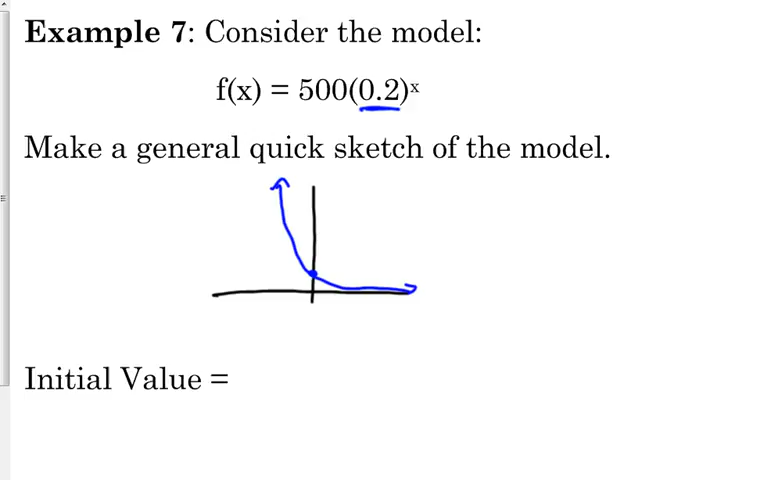 Example 7: Consider the model:
f(x) = 500(0.2)ˣ
Make a general quick sketch of the model.
Initial Value =